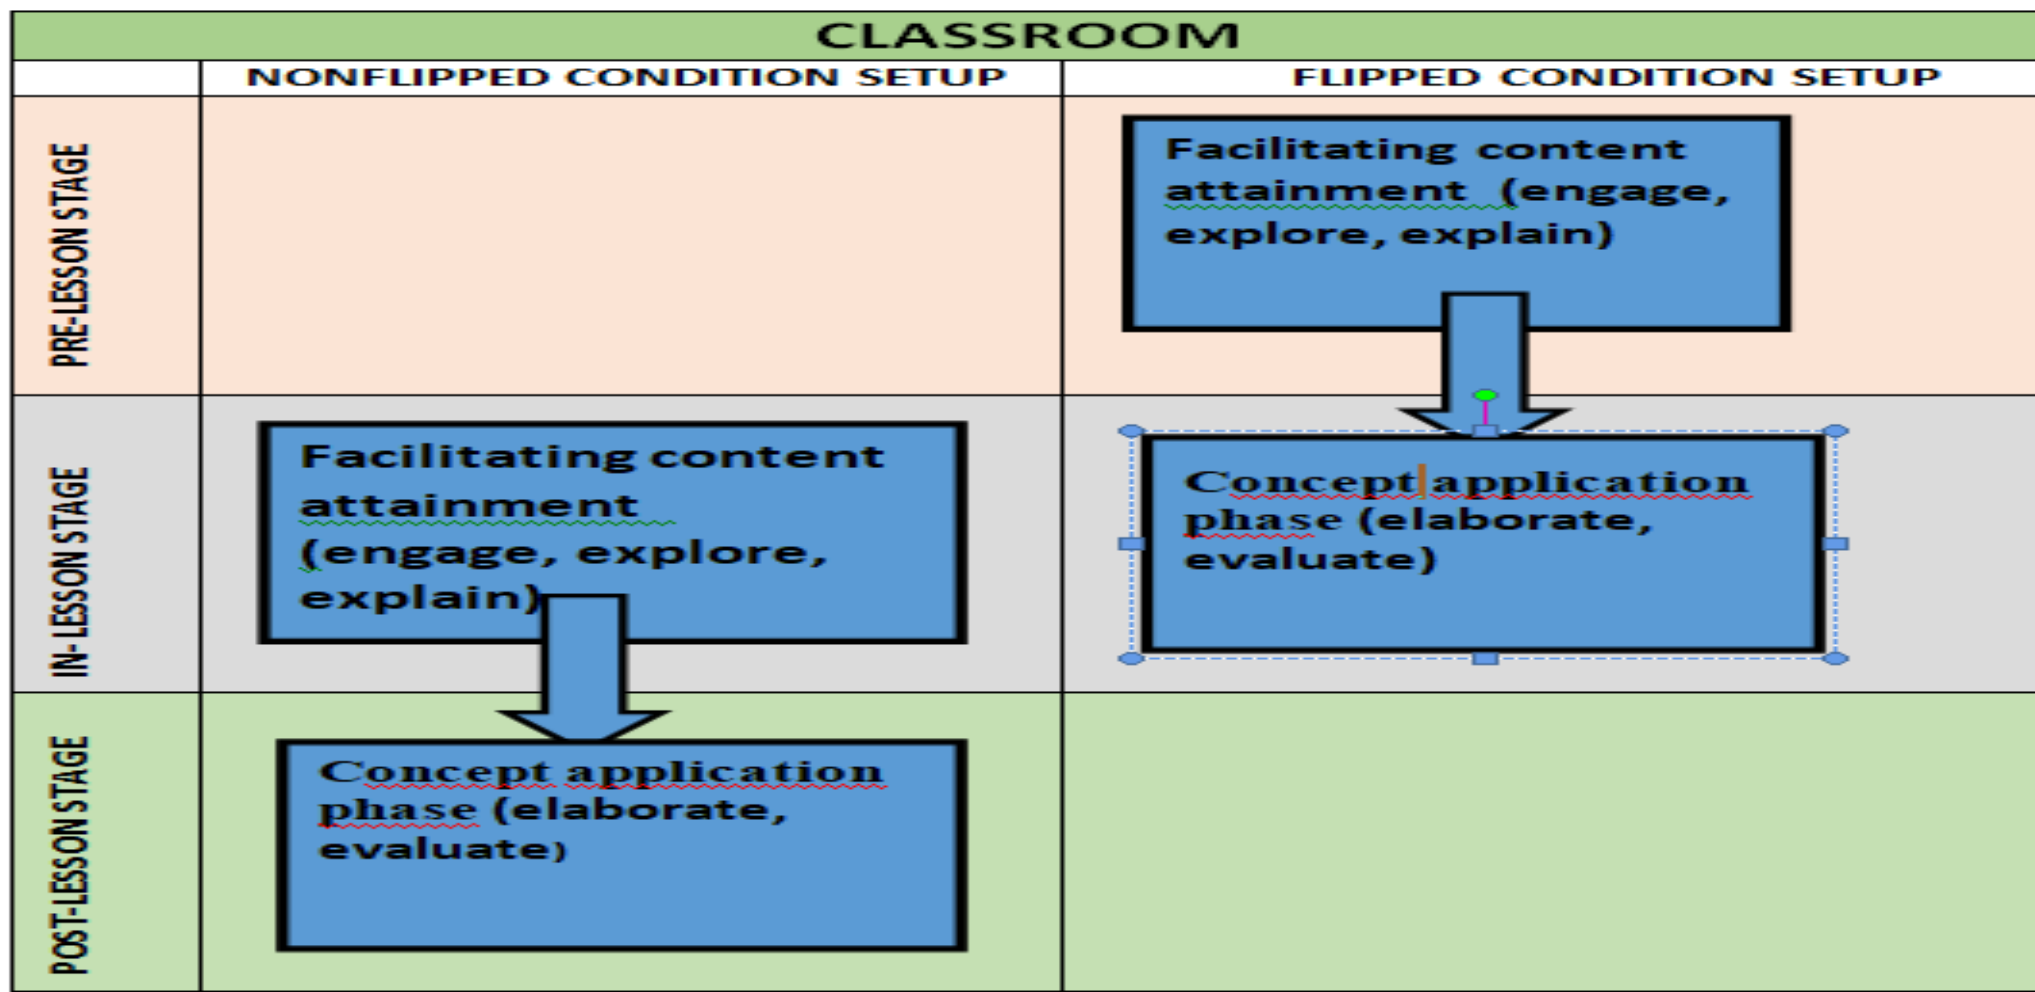 CLASSROOM
NONFLIPPED CONDITION SETUP
FLIPPED CONDITION SETUP
PRE-LESSON STAGE
Facilitating content
attainment (engage,
explore, explain)
IN- LESSON STAGE
Facilitating content
attainment
(engage, explore,
explain)
Concept application
phase (elaborate,
evaluate)
POST-LESSON STAGE
Concept application
phase (elaborate,
evaluate)